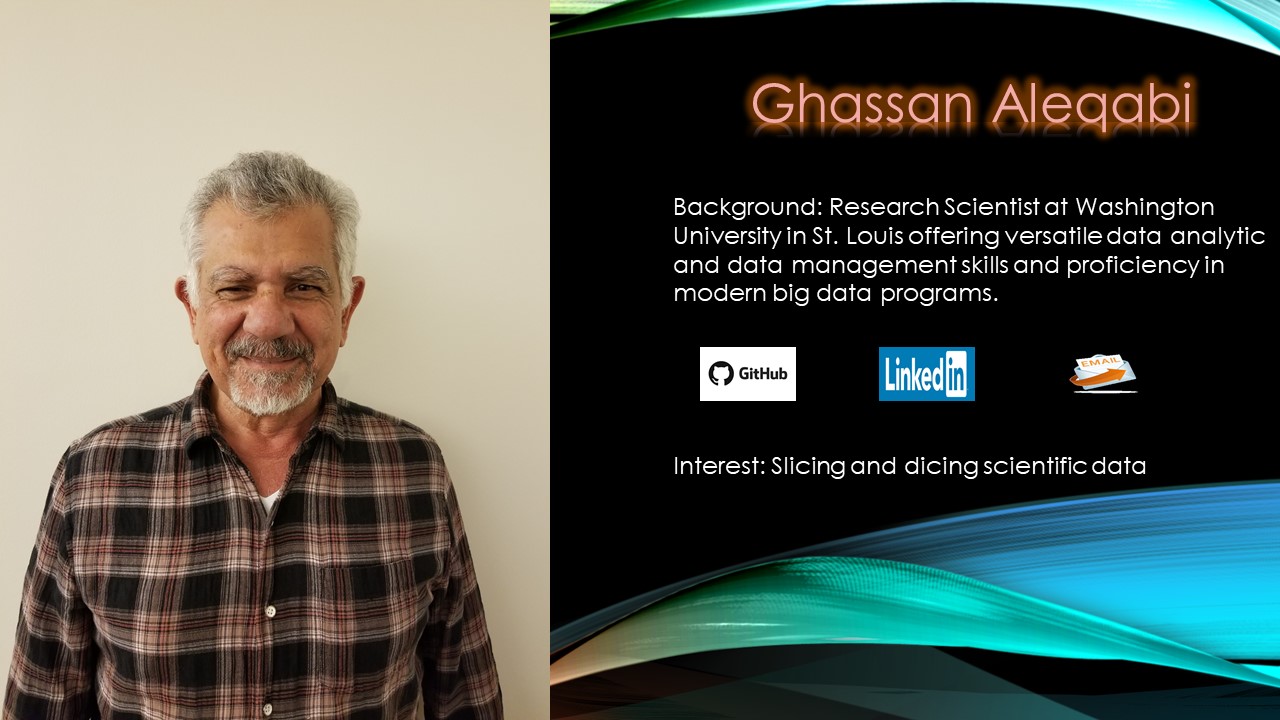 Ghassan Aleqabi
Background: Research Scientist at Washington
University in St. Louis offering versatile data analytic
and data management skills and proficiency in
modern big data programs.
GitHub
Linked in
EMAIL
Interest: Slicing and dicing scientific data